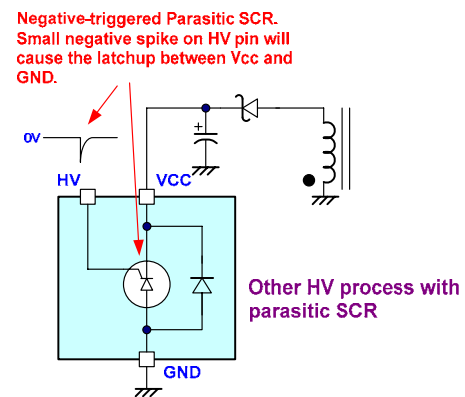 Negative-triggered Parasitic SCR.
Small negative spike on HV pin will
cause the latchup between Vcc and
GND.
0V
+
HV
VCC
Other HV process with
parasitic SCR
GND